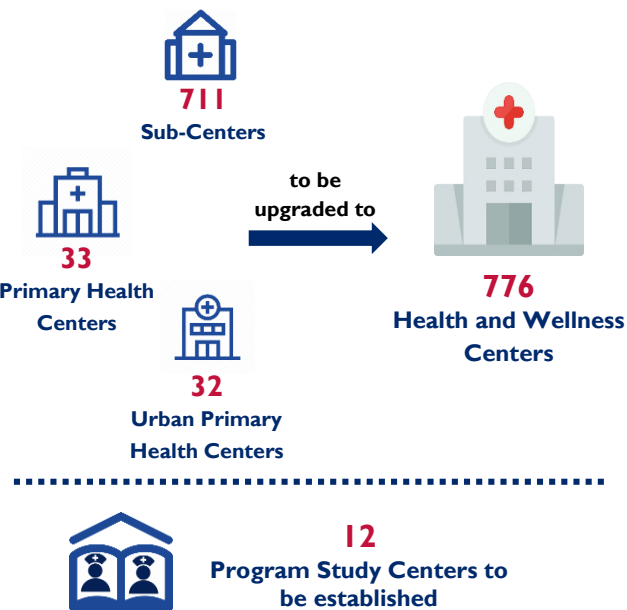 711
Sub-Centers
to be
upgraded to
33
Primary Health
Centers
776
Health and Wellness
Centers
32
Urban Primary
Health Centers
12
Program Study Centers to
be established